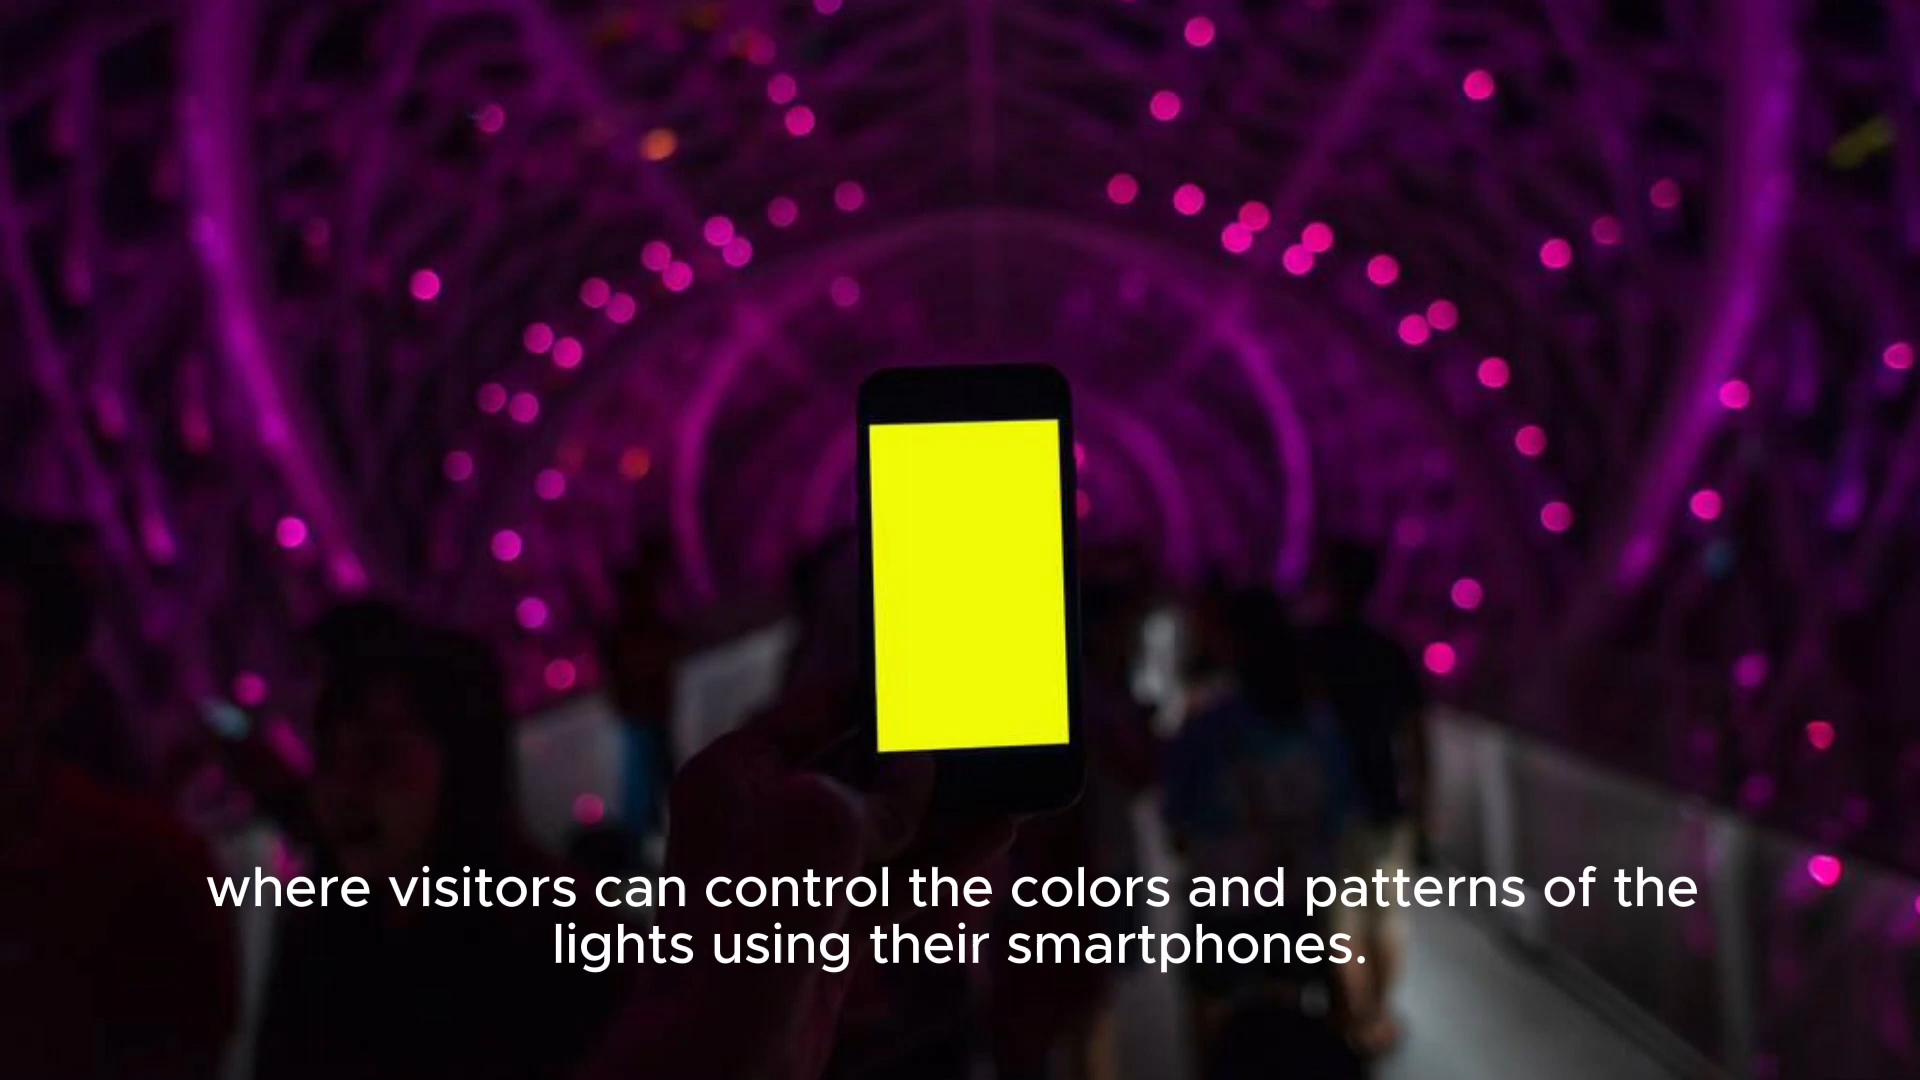 where visitors can control the colors and patterns of the
lights using their smartphones.